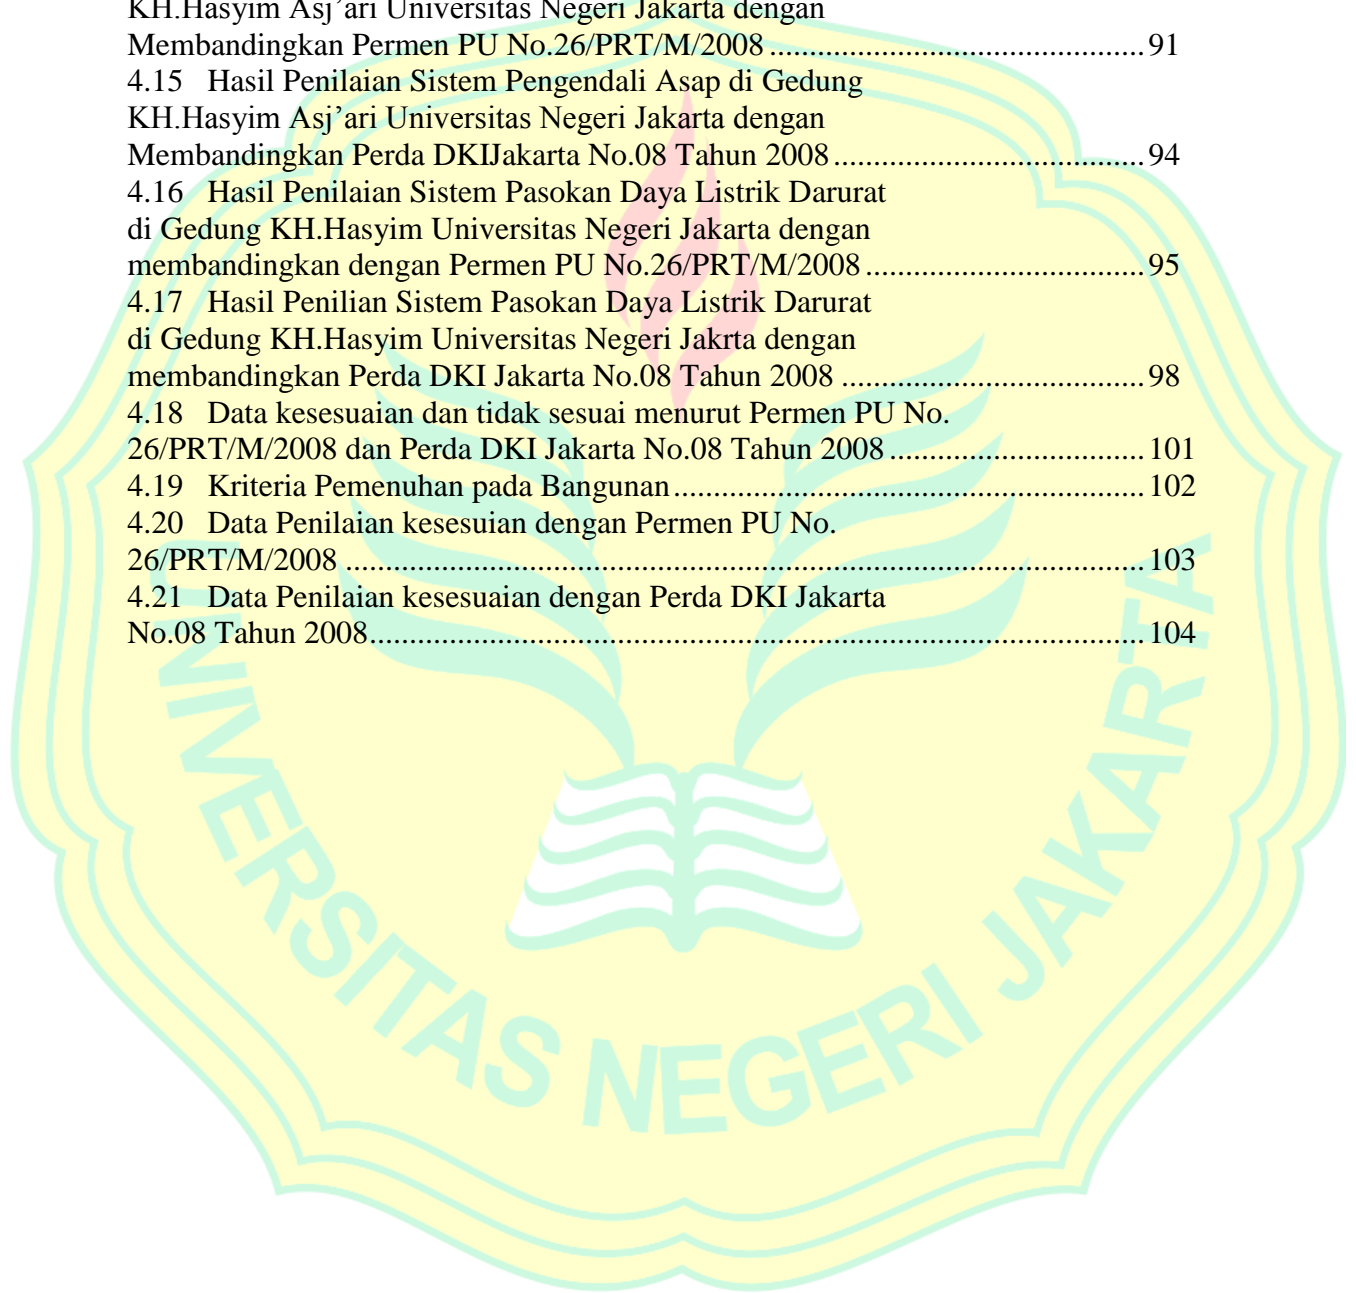 KH.Hasyim Asj’ari Universitas Negeri Jakarta dengan
Membandingkan Permen PU No.26/PRT/M/2008 ............................................... 91
4.15 Hasil Penilaian Sistem Pengendali Asap di Gedung
KH.Hasyim Asj’ari Universitas Negeri Jakarta dengan
Membandingkan Perda DKIJakarta No.08 Tahun 2008 ....................................... 94
4.16 Hasil Penilaian Sistem Pasokan Daya Listrik Darurat
di Gedung KH.Hasyim Universitas Negeri Jakarta dengan
membandingkan dengan Permen PU No.26/PRT/M/2008 ................................... 95
4.17 Hasil Penilian Sistem Pasokan Daya Listrik Darurat
di Gedung KH.Hasyim Universitas Negeri Jakrta dengan
membandingkan Perda DKI Jakarta No.08 Tahun 2008 ...................................... 98
4.18 Data kesesuaian dan tidak sesuai menurut Permen PU No.
26/PRT/M/2008 dan Perda DKI Jakarta No.08 Tahun 2008 ................................ 101
4.19 Kriteria Pemenuhan pada Bangunan ........................................................... 102
4.20 Data Penilaian kesesuian dengan Permen PU No.
26/PRT/M/2008 .................................................................................................... 103
4.21 Data Penilaian kesesuaian dengan Perda DKI Jakarta
No.08 Tahun 2008 ................................................................................................. 104
UNIVERSITAS NEGERI JAKARTA